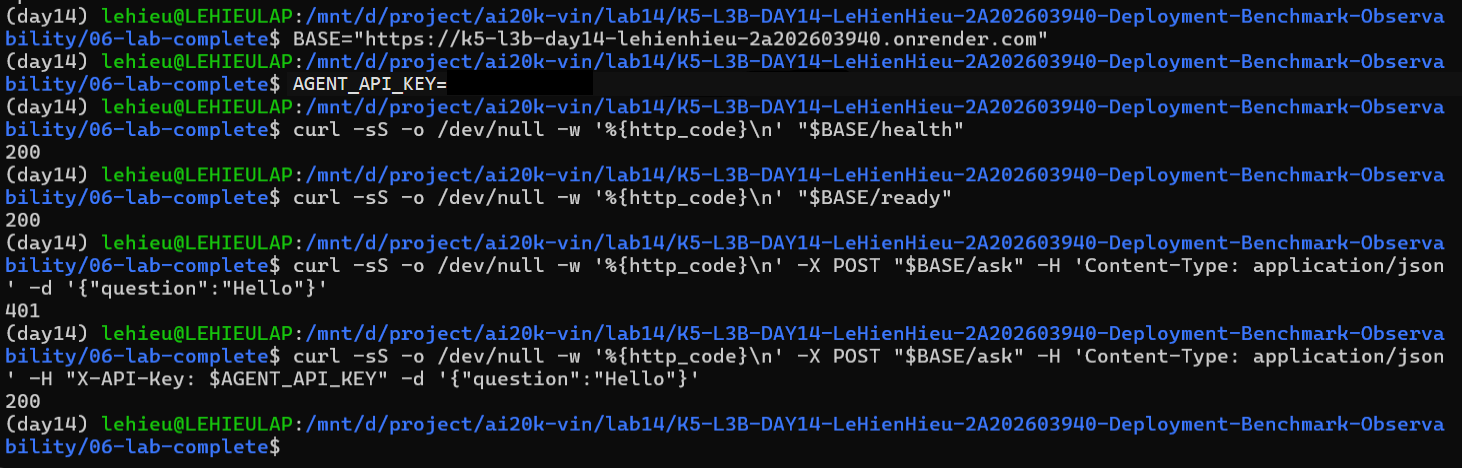 (day14) lehieu@LEHIEULAP:/mnt/d/project/ai20k-vin/lab14/K5-L3B-DAY14-LeHienHieu-2A202603940-Deployment-Benchmark-Observa
bility/06-lab-complete$ BASE="https://k5-l3b-day14-lehienhieu-2a202603940.onrender.com"
(day14) lehieu@LEHIEULAP:/mnt/d/project/ai20k-vin/lab14/K5-L3B-DAY14-LeHienHieu-2A202603940-Deployment-Benchmark-Observa
bility/06-lab-complete$ AGENT_API_KEY=
(day14) lehieu@LEHIEULAP:/mnt/d/project/ai20k-vin/lab14/K5-L3B-DAY14-LeHienHieu-2A202603940-Deployment-Benchmark-Observa
bility/06-lab-complete$ curl -sS -o /dev/null -w '%{http_code}\n' "$BASE/health"
200
(day14) lehieu@LEHIEULAP:/mnt/d/project/ai20k-vin/lab14/K5-L3B-DAY14-LeHienHieu-2A202603940-Deployment-Benchmark-Observa
bility/06-lab-complete$ curl -sS -o /dev/null -w '%{http_code}\n' "$BASE/ready"
200
(day14) lehieu@LEHIEULAP:/mnt/d/project/ai20k-vin/lab14/K5-L3B-DAY14-LeHienHieu-2A202603940-Deployment-Benchmark-Observa
bility/06-lab-complete$ curl -sS -o /dev/null -w '%{http_code}\n' -X POST "$BASE/ask" -H 'Content-Type: application/json
' -d '{"question":"Hello"}'
401
(day14) lehieu@LEHIEULAP:/mnt/d/project/ai20k-vin/lab14/K5-L3B-DAY14-LeHienHieu-2A202603940-Deployment-Benchmark-Observa
bility/06-lab-complete$ curl -sS -o /dev/null -w '%{http_code}\n' -X POST "$BASE/ask" -H 'Content-Type: application/json
' -H "X-API-Key: $AGENT_API_KEY" -d '{"question":"Hello"}'
200
(day14) lehieu@LEHIEULAP:/mnt/d/project/ai20k-vin/lab14/K5-L3B-DAY14-LeHienHieu-2A202603940-Deployment-Benchmark-Observa
bility/06-lab-complete$